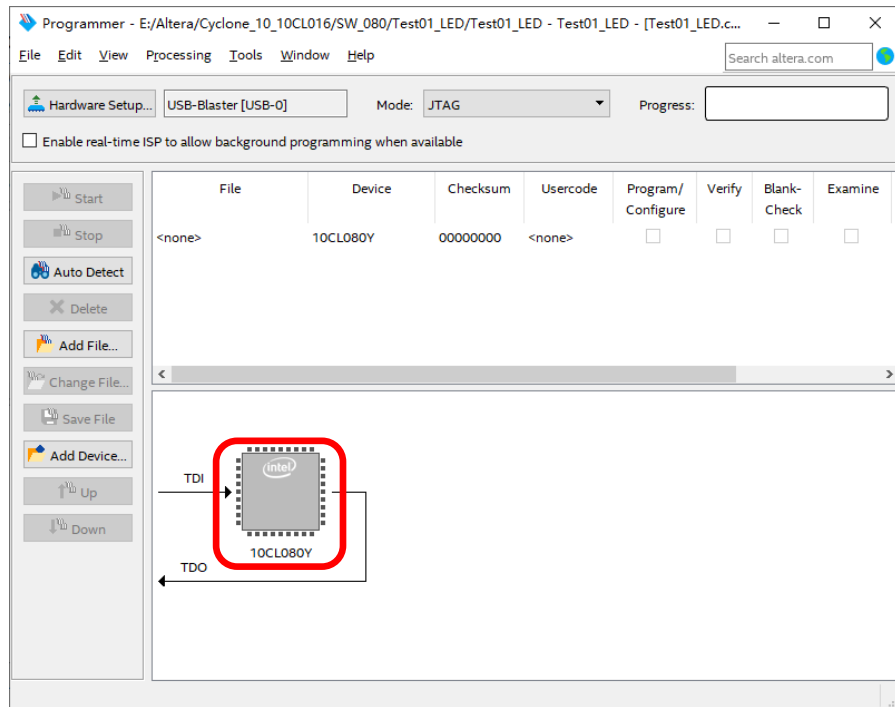 Programmer - E:/Altera/Cyclone_10_10CL016/SW_080/Test01_LED/Test01_LED - Test01_LED - [Test01_LED.c...
File Edit View Processing Tools Window Help
Search altera.com
Hardware Setup... USB-Blaster [USB-0] Mode: JTAG Progress:
Enable real-time ISP to allow background programming when available
Start
Stop
Auto Detect
Delete
Add File...
Change File...
Save File
Add Device...
Up
Down
File Device Checksum Usercode Program/ Verify Blank- Examine
Configure Check
<none> 10CL080Y 00000000 <none>
intel
TDI
10CL080Y
TDO